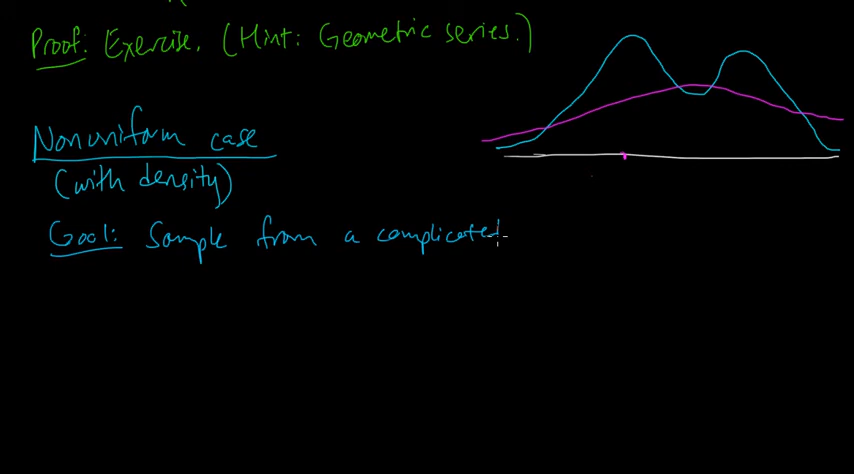 Proof: Exercise. (Hint: Geometric series.)
Nonuniform case
(with density)
Goal: Sample from a complicated